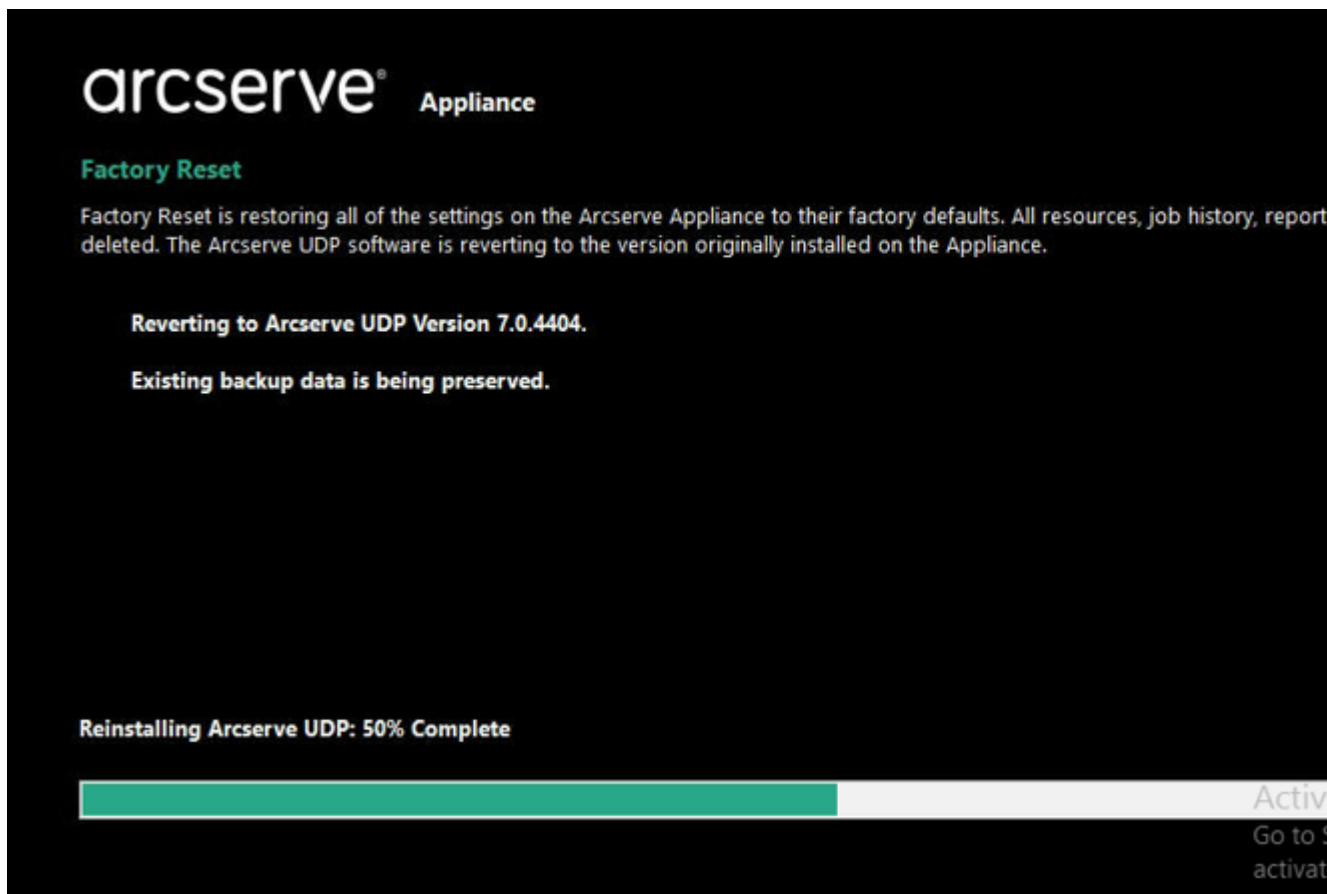 arcserve® Appliance
Factory Reset
Factory Reset is restoring all of the settings on the Arcserve Appliance to their factory defaults. All resources, job history, report
deleted. The Arcserve UDP software is reverting to the version originally installed on the Appliance.
Reverting to Arcserve UDP Version 7.0.4404.
Existing backup data is being preserved.
Reinstalling Arcserve UDP: 50% Complete
Activ
Go to S
activat